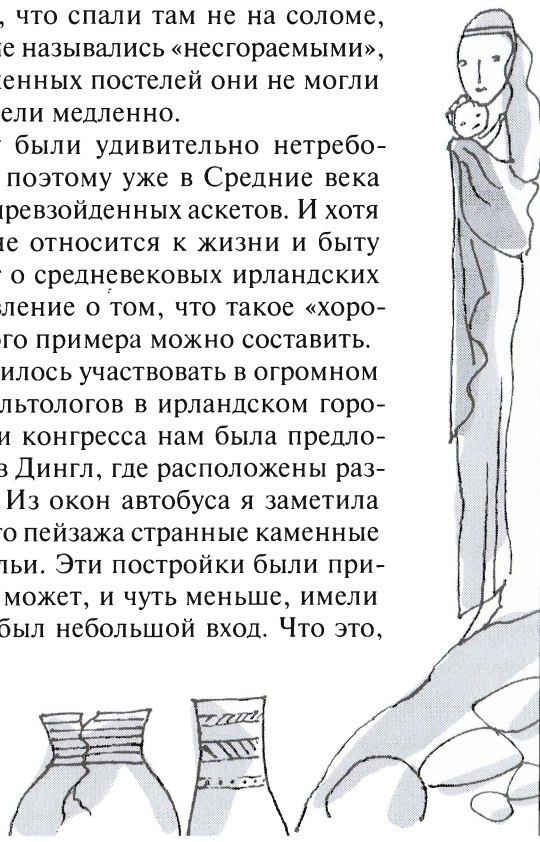 , что спали там не на соломе,
ие назывались «несгораемыми»,
ленных постелей они не могли
ели медленно.
были удивительно нетребо-
поэтому уже в Средние века
превзойденных аскетов. И хотя
не относится к жизни и быту
о средневековых ирландских
вление о том, что такое «хоро-
ого примера можно составить.
илось участвовать в огромном
льтологов в ирландском горо-
и конгресса нам была предло-
в Дингл, где расположены раз-
Из окон автобуса я заметила
го пейзажа странные каменные
льи. Эти постройки были при-
может, и чуть меньше, имели
был небольшой вход. Что это,